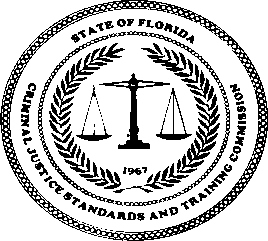 STATE OF FLORIDA
CRIMINAL JUSTICE STANDARDS AND TRAINING COMMISSION
1967